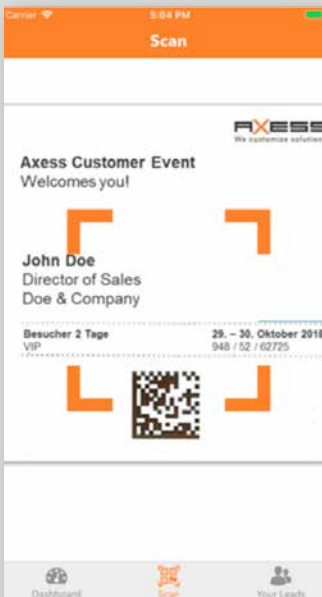 Carrier 5:04 PM
Scan
AXESS
We customize solutions
Axess Customer Event
Welcomes you!
John Doe
Director of Sales
Doe & Company
Besucher 2 Tage 29. – 30. Oktober 2018
VIP 948 / 52 / 62725
Dashboard Scan Your Leads